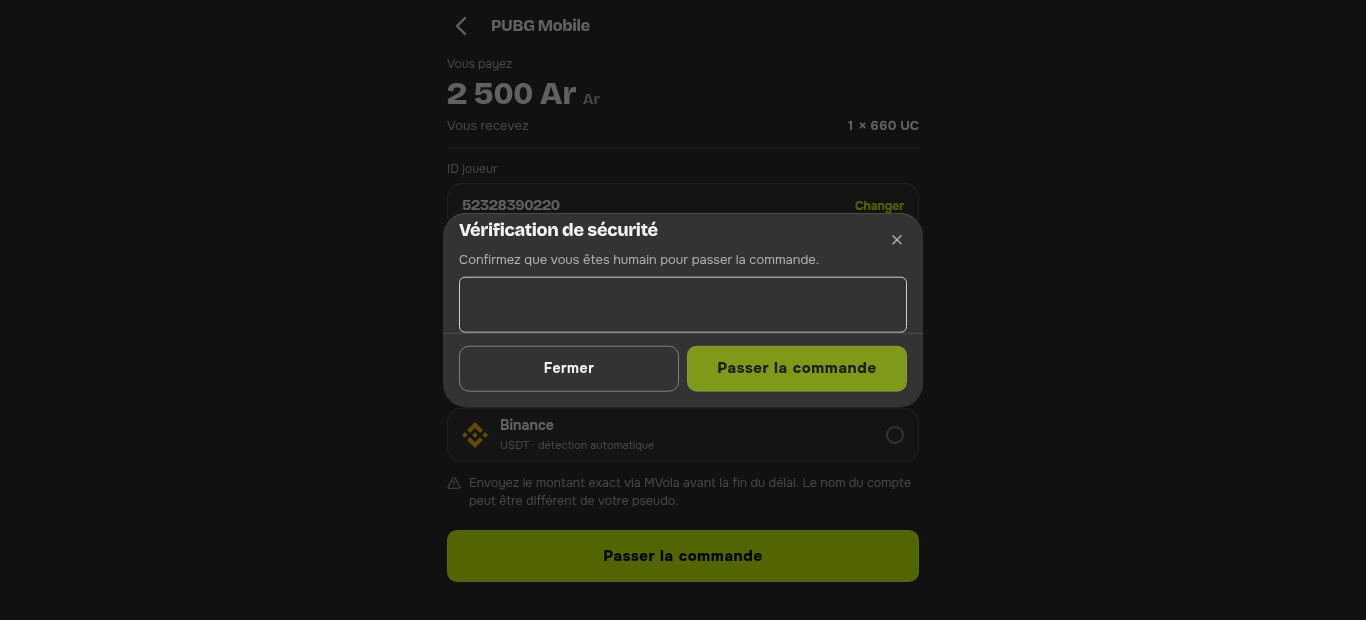 PUBG Mobile
Vous payez
2 500 Ar Ar
Vous recevez 1 × 660 UC
ID joueur
52328390220 Changer
Vérification de sécurité
Confirmez que vous êtes humain pour passer la commande.
Fermer Passer la commande
Binance
USDT · détection automatique
Envoyez le montant exact via MVola avant la fin du délai. Le nom du compte
peut être différent de votre pseudo.
Passer la commande